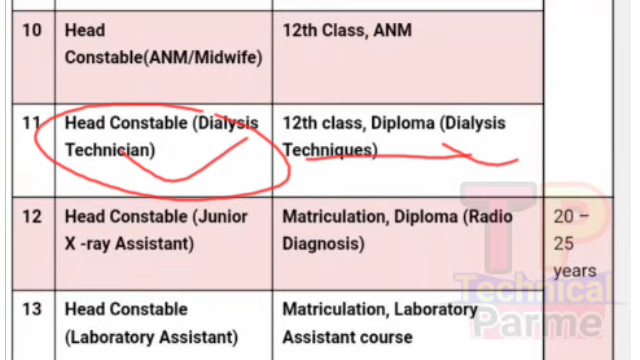 10 Head 12th Class, ANM
Constable(ANM/Midwife)
11 Head Constable (Dialysis 12th class, Diploma (Dialysis
Technician) Techniques)
12 Head Constable (Junior Matriculation, Diploma (Radio 20 –
X -ray Assistant) Diagnosis) 25
years
13 Head Constable Matriculation, Laboratory
(Laboratory Assistant) Assistant course
TP
Technical
Parme